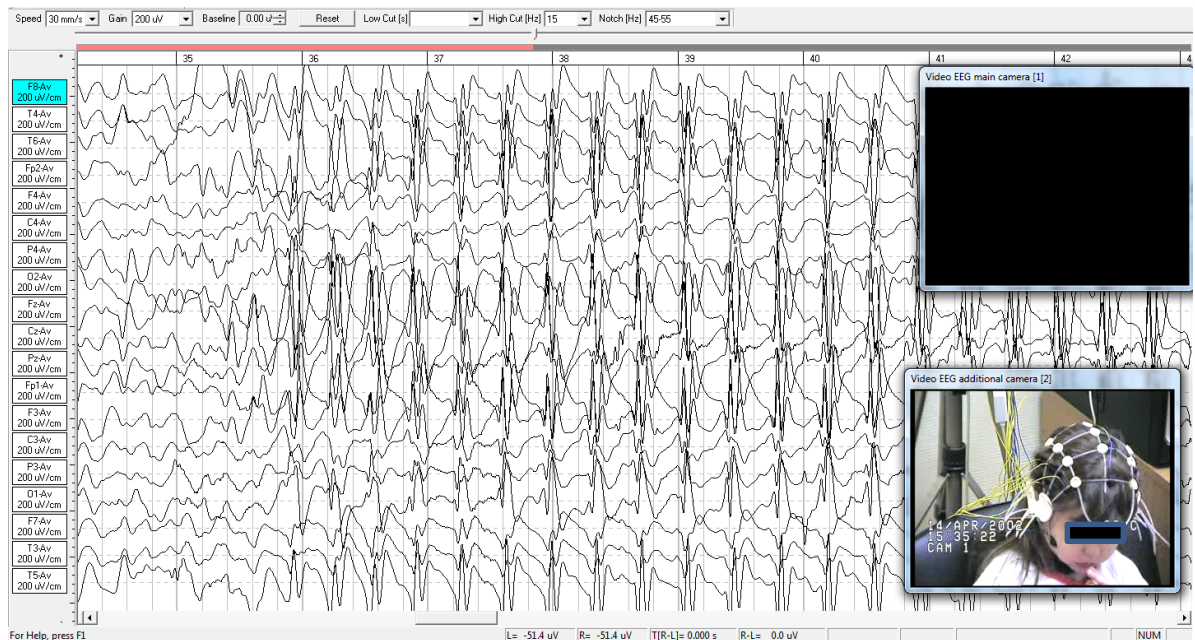 Speed 30 mm/s Gain 200 uV Baseline 0.00 u Reset Low Cut [s] High Cut [Hz] 15 Notch [Hz] 45-55
35 36 37 38 39 40 41 42 4
F8-Av
200 uV/cm
T4-Av
200 uV/cm
T6-Av
200 uV/cm
Fp2-Av
200 uV/cm
F4-Av
200 uV/cm
C4-Av
200 uV/cm
P4-Av
200 uV/cm
O2-Av
200 uV/cm
Fz-Av
200 uV/cm
Cz-Av
200 uV/cm
Pz-Av
200 uV/cm
Fp1-Av
200 uV/cm
F3-Av
200 uV/cm
C3-Av
200 uV/cm
P3-Av
200 uV/cm
O1-Av
200 uV/cm
F7-Av
200 uV/cm
T3-Av
200 uV/cm
T5-Av
200 uV/cm
Video EEG main camera [1]
Video EEG additional camera [2]
14/APR/2002
15:35:22
CAM 1
For Help, press F1 L= -51.4 uV R= -51.4 uV T[R-L]= 0.000 s R-L= 0.0 uV NUM